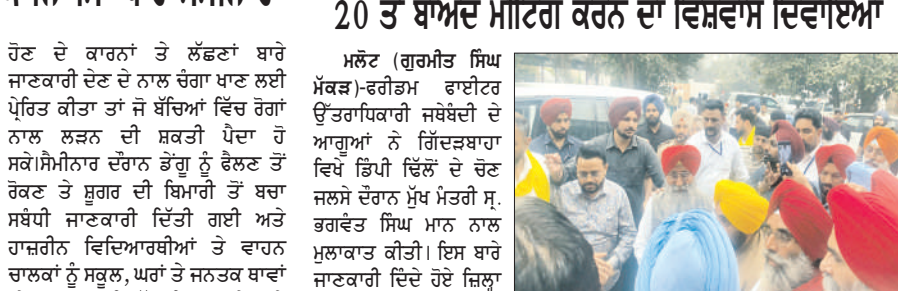 ਹੋਣ ਦੇ ਕਾਰਨਾਂ ਤੇ ਲੱਛਣਾਂ ਬਾਰੇ
ਜਾਣਕਾਰੀ ਦੇਣ ਦੇ ਨਾਲ ਚੰਗਾ ਖਾਣ ਲਈ
ਪ੍ਰੇਰਿਤ ਕੀਤਾ ਤਾਂ ਜੋ ਬੱਚਿਆਂ ਵਿੱਚ ਰੋਗਾਂ
ਨਾਲ ਲੜਨ ਦੀ ਸ਼ਕਤੀ ਪੈਦਾ ਹੋ
ਸਕੇ।ਸੈਮੀਨਾਰ ਦੌਰਾਨ ਡੇਂਗੂ ਨੂੰ ਫੈਲਣ ਤੋਂ
ਰੋਕਣ ਤੇ ਸ਼ੂਗਰ ਦੀ ਬਿਮਾਰੀ ਤੋਂ ਬਚਾ
ਸਬੰਧੀ ਜਾਣਕਾਰੀ ਦਿੱਤੀ ਗਈ ਅਤੇ
ਹਾਜ਼ਰੀਨ ਵਿਦਿਆਰਥੀਆਂ ਤੇ ਵਾਹਨ
ਚਾਲਕਾਂ ਨੂੰ ਸਕੂਲ, ਘਰਾਂ ਤੇ ਜਨਤਕ ਥਾਵਾਂ
20 ਤੋਂ ਬਾਅਦ ਮੀਟਿੰਗ ਕਰਨ ਦਾ ਵਿਸ਼ਵਾਸ ਦਿਵਾਇਆ
ਮਲੋਟ (ਗੁਰਮੀਤ ਸਿੰਘ
ਮੱਕੜ)-ਫਰੀਡਮ ਫਾਈਟਰ
ਉੱਤਰਾਧਿਕਾਰੀ ਜਥੇਬੰਦੀ ਦੇ
ਆਗੂਆਂ ਨੇ ਗਿੱਦੜਬਾਹਾ
ਵਿਖੇ ਡਿੰਪੀ ਢਿੱਲੋਂ ਦੇ ਚੋਣ
ਜਲਸੇ ਦੌਰਾਨ ਮੁੱਖ ਮੰਤਰੀ ਸ੍ਰ.
ਭਗਵੰਤ ਸਿੰਘ ਮਾਨ ਨਾਲ
ਮੁਲਾਕਾਤ ਕੀਤੀ। ਇਸ ਬਾਰੇ
ਜਾਣਕਾਰੀ ਦਿੰਦੇ ਹੋਏ ਜ਼ਿਲ੍ਹਾ